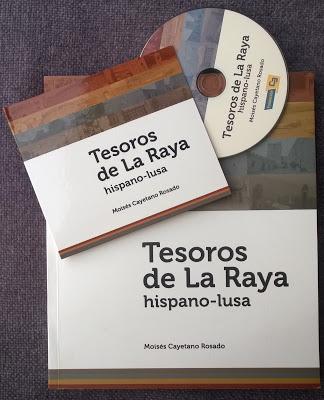 Tesoros de La Raya
hispano-lusa
Moisés Cayetano Rosado
Tesoros
de La Raya
hispano-lusa
Moisés Cayetano Rosado
Tesoros
de La Raya
hispano-lusa
Moisés Cayetano Rosado